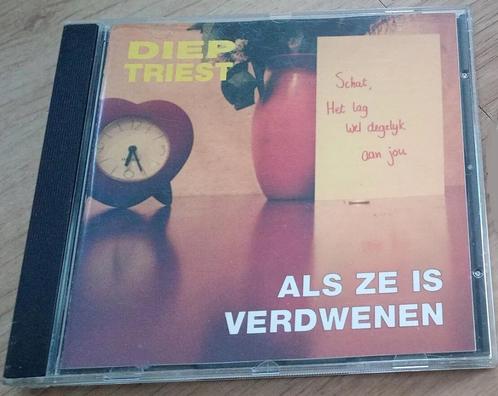 DIEP
TRIEST
Schat,
Het lag
wel degelijk
aan jou
ALS ZE IS
VERDWENEN